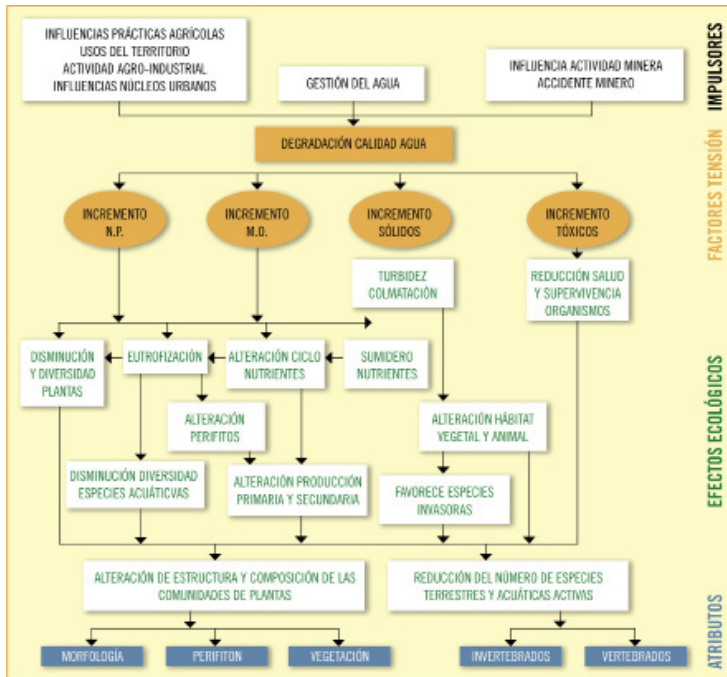 INFLUENCIAS PRÁCTICAS AGRÍCOLAS
USOS DEL TERRITORIO
ACTIVIDAD AGRO-INDUSTRIAL
INFLUENCIAS NÚCLEOS URBANOS
GESTIÓN DEL AGUA
INFLUENCIA ACTIVIDAD MINERA
ACCIDENTE MINERO
IMPULSORES
DEGRADACIÓN CALIDAD AGUA
INCREMENTO
N.P.
INCREMENTO
M.O.
INCREMENTO
SÓLIDOS
INCREMENTO
TÓXICOS
FACTORES TENSIÓN
TURBIDEZ
COLMATACIÓN
REDUCCIÓN SALUD
Y SUPERVIVENCIA
ORGANISMOS
DISMINUCIÓN
Y DIVERSIDAD
PLANTAS
EUTROFIZACIÓN
ALTERACIÓN CICLO
NUTRIENTES
SUMIDERO
NUTRIENTES
ALTERACIÓN
PERIFITOS
ALTERACIÓN HÁBITAT
VEGETAL Y ANIMAL
DISMINUCIÓN DIVERSIDAD
ESPECIES ACUÁTICVAS
ALTERACIÓN PRODUCCIÓN
PRIMARIA Y SECUNDARIA
FAVORECE ESPECIES
INVASORAS
EFECTOS ECOLÓGICOS
ALTERACIÓN DE ESTRUCTURA Y COMPOSICIÓN DE LAS
COMUNIDADES DE PLANTAS
REDUCCIÓN DEL NÚMERO DE ESPECIES
TERRESTRES Y ACUÁTICAS ACTIVAS
MORFOLOGÍA
PERIFITON
VEGETACIÓN
INVERTEBRADOS
VERTEBRADOS
ATRIBUTOS